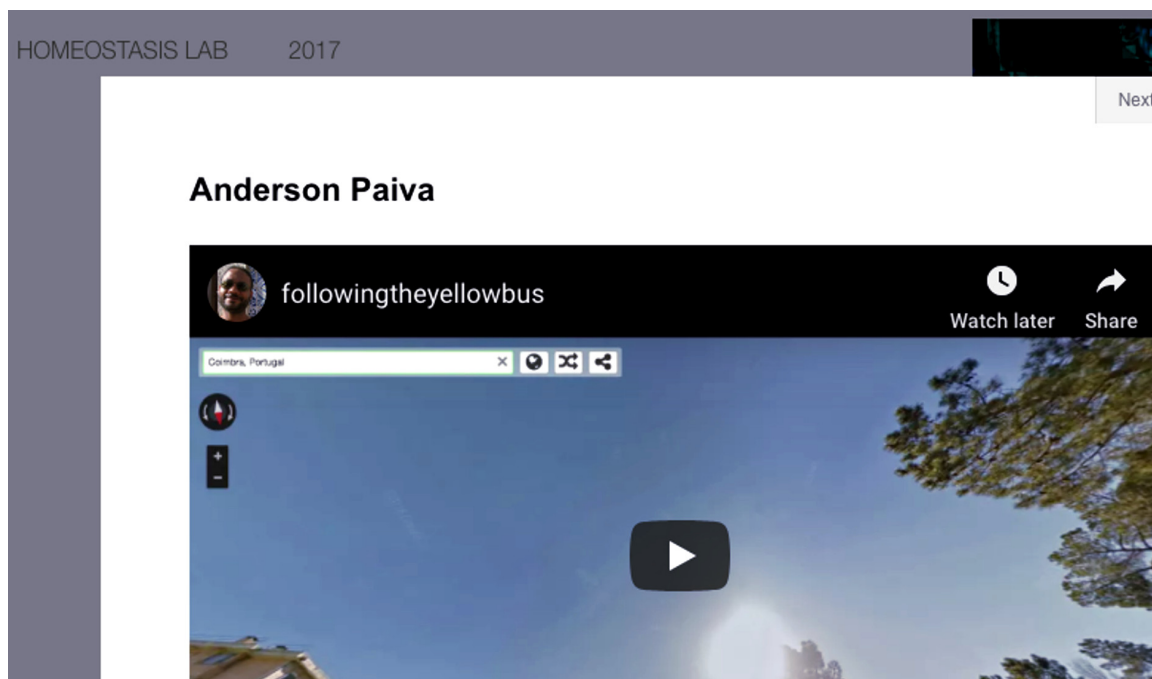 HOMEOSTASIS LAB 2017
Next
Anderson Paiva
followingtheyellowbus
Watch later Share
Coimbra, Portugal